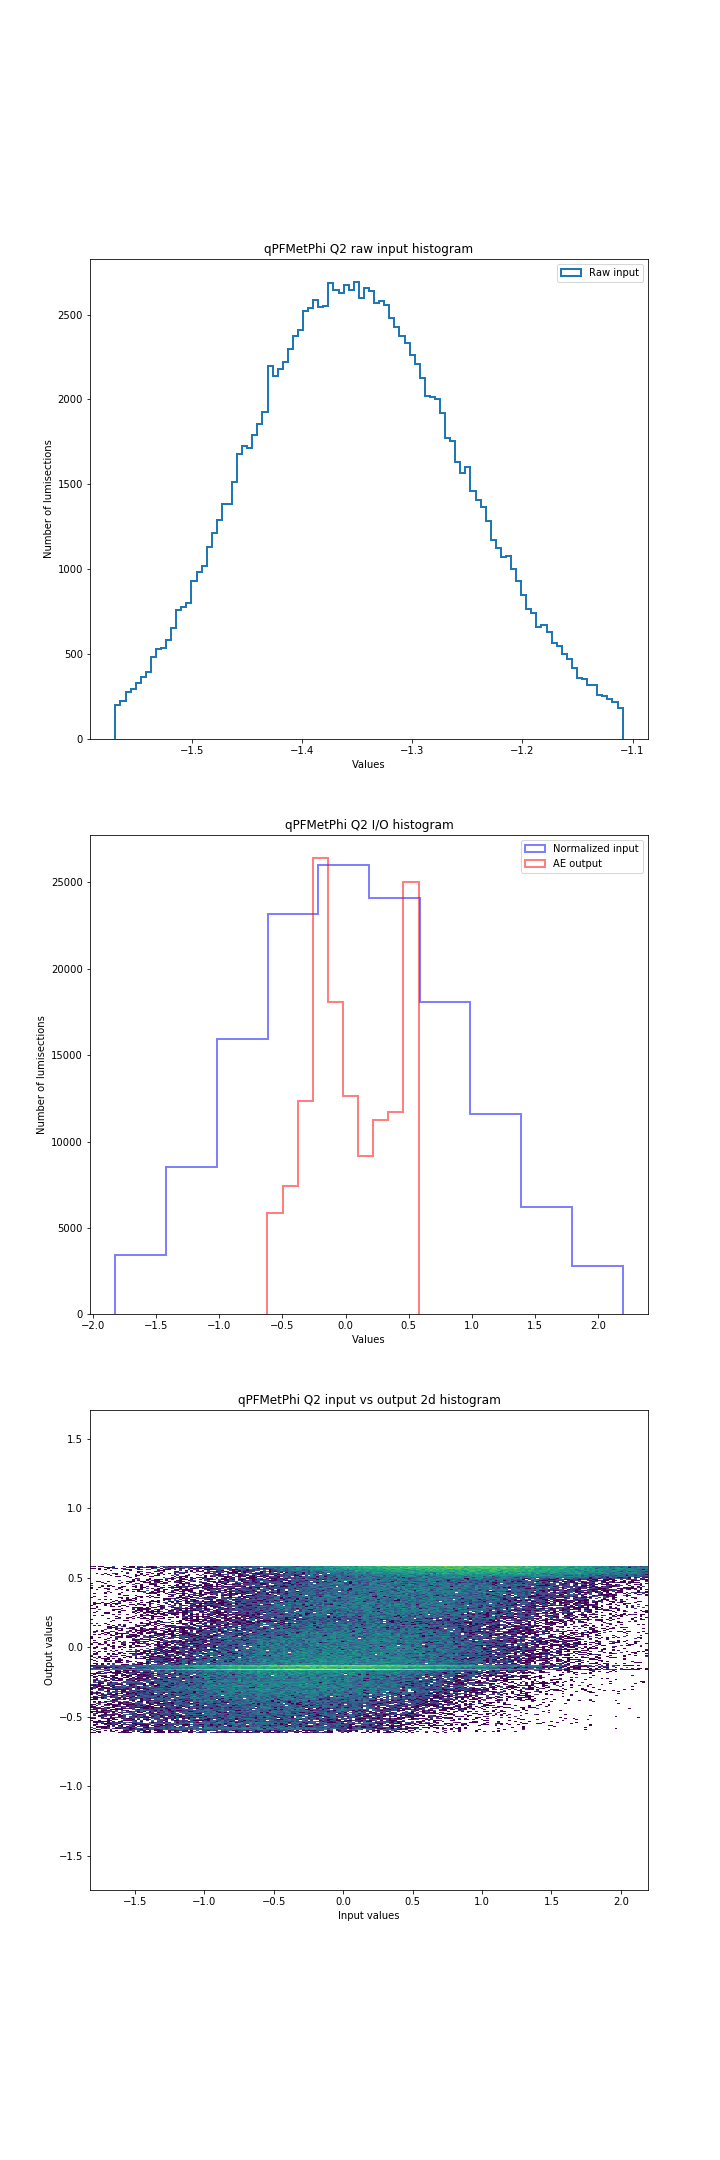 qPFMetPhi Q2 raw input histogram
Raw input
2500
2000
1500
1000
500
0
Number of lumisections
−1.5 −1.4 −1.3 −1.2 −1.1
Values
qPFMetPhi Q2 I/O histogram
Normalized input
AE output
25000
20000
15000
10000
5000
0
Number of lumisections
−2.0 −1.5 −1.0 −0.5 0.0 0.5 1.0 1.5 2.0
Values
qPFMetPhi Q2 input vs output 2d histogram
1.5
1.0
0.5
0.0
−0.5
−1.0
−1.5
Output values
−1.5 −1.0 −0.5 0.0 0.5 1.0 1.5 2.0
Input values